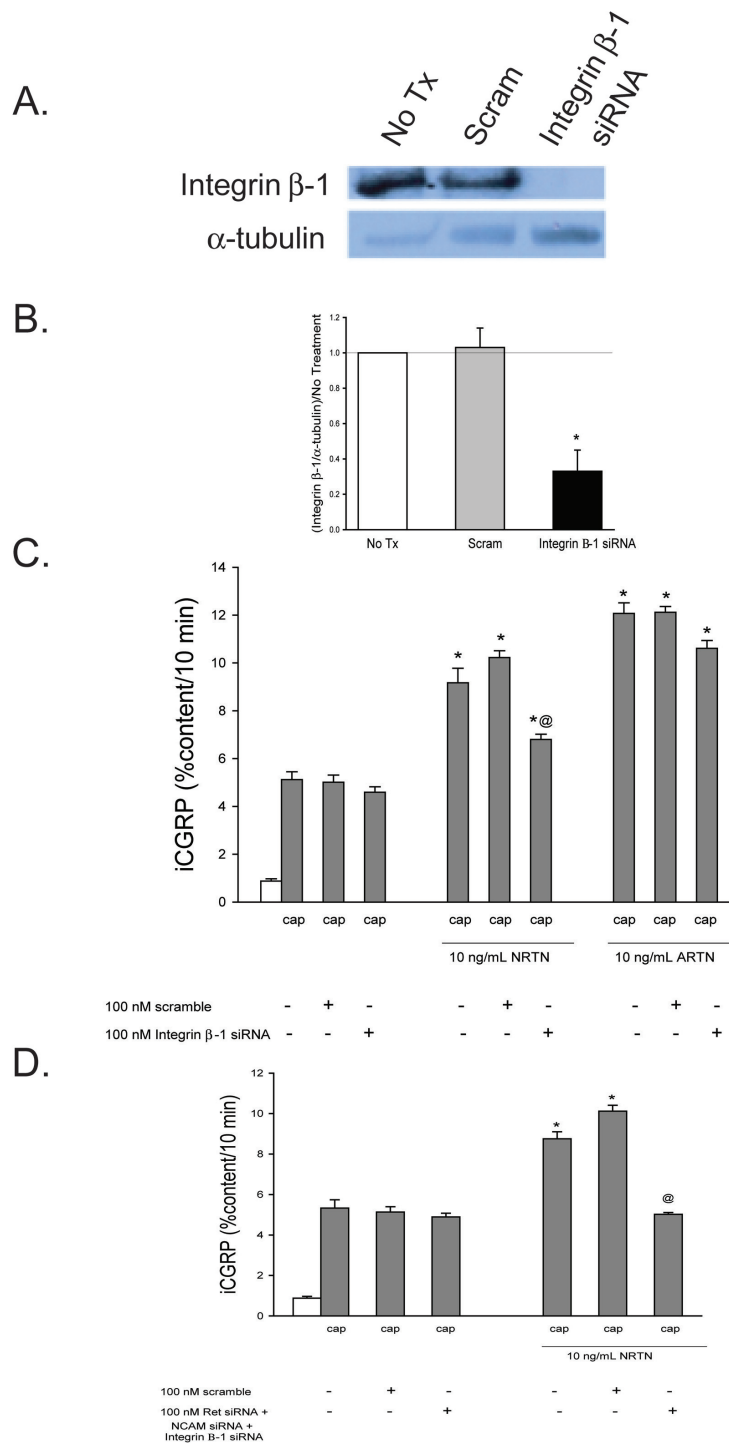 A.
No Tx
Scram
Integrin β-1
siRNA
Integrin β-1
α-tubulin
B.
(Integrin β-1/α-tubulin)/No Treatment
1.2
1.0
0.8
0.6
0.4
0.2
0.0
*
No Tx Scram Integrin B-1 siRNA
C.
iCGRP (%content/10 min)
14
12
10
8
6
4
2
0
* * *@ * * *
cap cap cap cap cap cap cap cap cap
10 ng/mL NRTN 10 ng/mL ARTN
100 nM scramble - + - - + - - + -
100 nM Integrin β-1 siRNA - - + - - + - - +
D.
iCGRP (%content/10 min)
12
10
8
6
4
2
0
* * @
cap cap cap cap cap cap
10 ng/mL NRTN
100 nM scramble - + - - + -
100 nM Ret siRNA + - - + - - +
NCAM siRNA +
Integrin B-1 siRNA